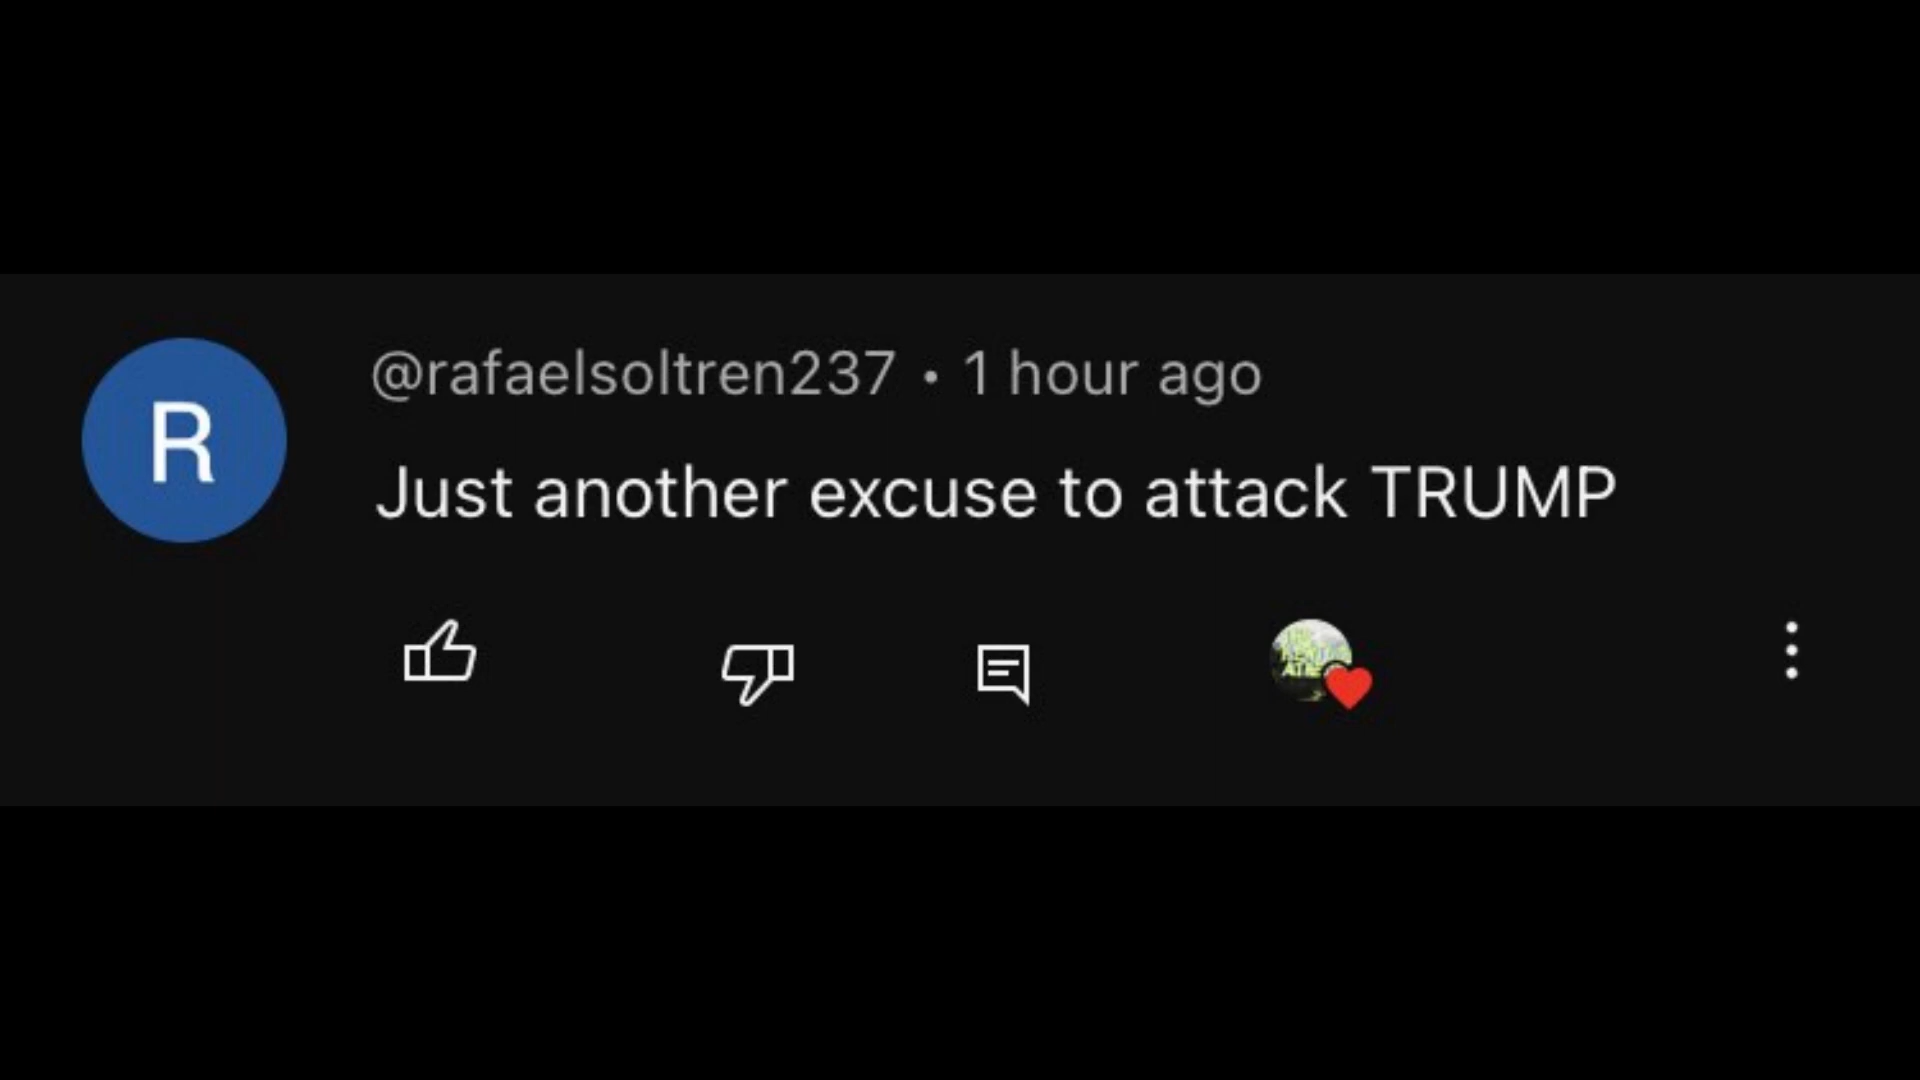 R
@rafaelsoltren237 • 1 hour ago
Just another excuse to attack TRUMP